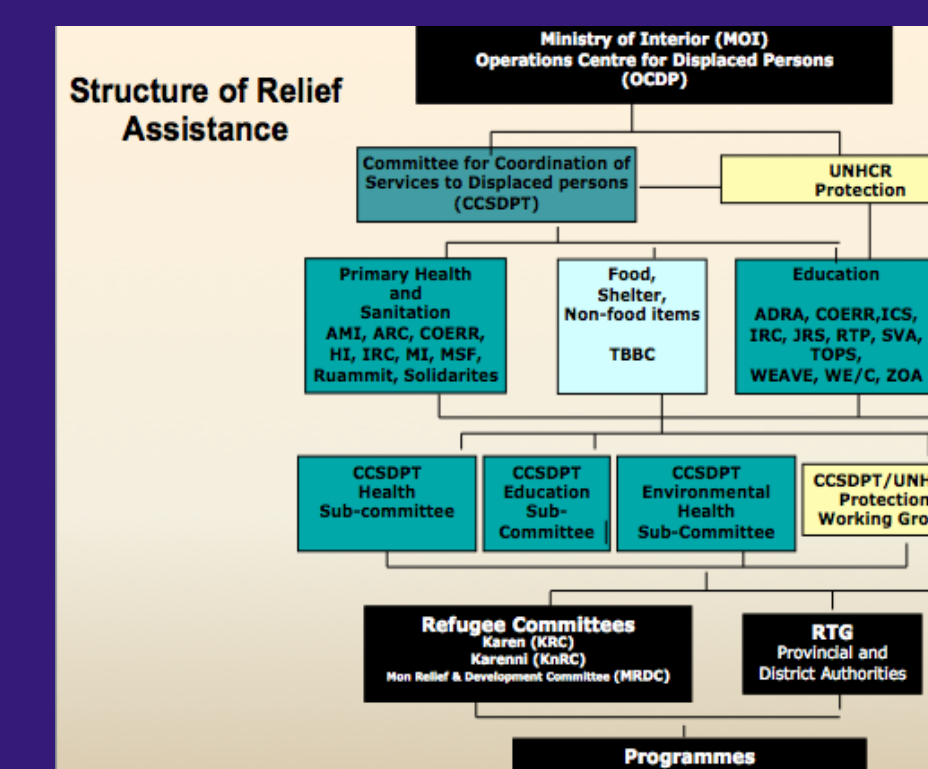 Structure of Relief
Assistance
Ministry of Interior (MOI)
Operations Centre for Displaced Persons
(OCDP)
Committee for Coordination of
Services to Displaced persons
(CCSDPT)
UNHCR
Protection
Primary Health
and
Sanitation
AMI, ARC, COERR,
HI, IRC, MI, MSF,
Ruammit, Solidarites
Food,
Shelter,
Non-food items
TBBC
Education
ADRA, COERR,ICS,
IRC, JRS, RTP, SVA,
TOPS,
WEAVE, WE/C, ZOA
CCSDPT
Health
Sub-committee
CCSDPT
Education
Sub-
Committee
CCSDPT
Environmental
Health
Sub-Committee
CCSDPT/UNH
Protection
Working Gro
Refugee Committees
Karen (KRC)
Karenni (KnRC)
Mon Relief & Development Committee (MRDC)
RTG
Provincial and
District Authorities
Programmes